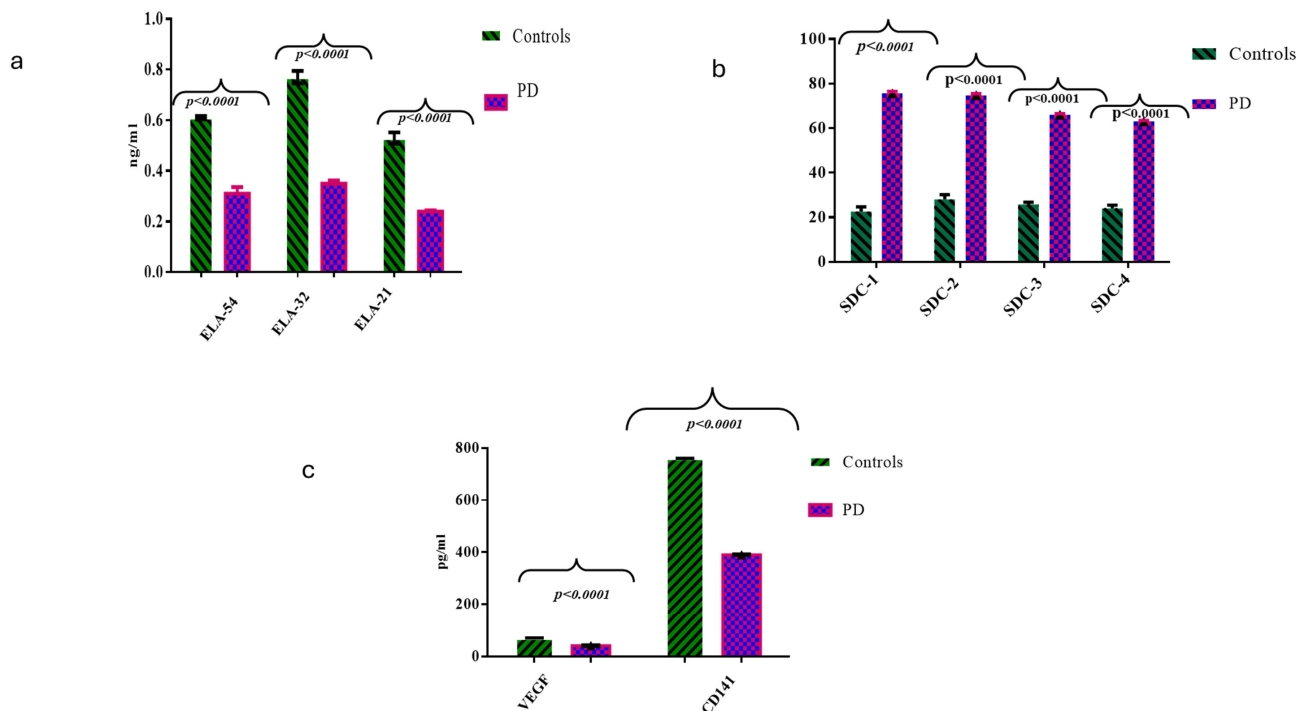 a
1.0
0.8
0.6
0.4
0.2
0.0
ng/ml
p<0.0001
p<0.0001
p<0.0001
Controls
PD
ELA-54
ELA-32
ELA-21
b
100
80
60
40
20
0
p<0.0001
p<0.0001
p<0.0001
p<0.0001
Controls
PD
SDC-1
SDC-2
SDC-3
SDC-4
c
800
600
400
200
0
pg/ml
p<0.0001
p<0.0001
Controls
PD
VEGF
CD141